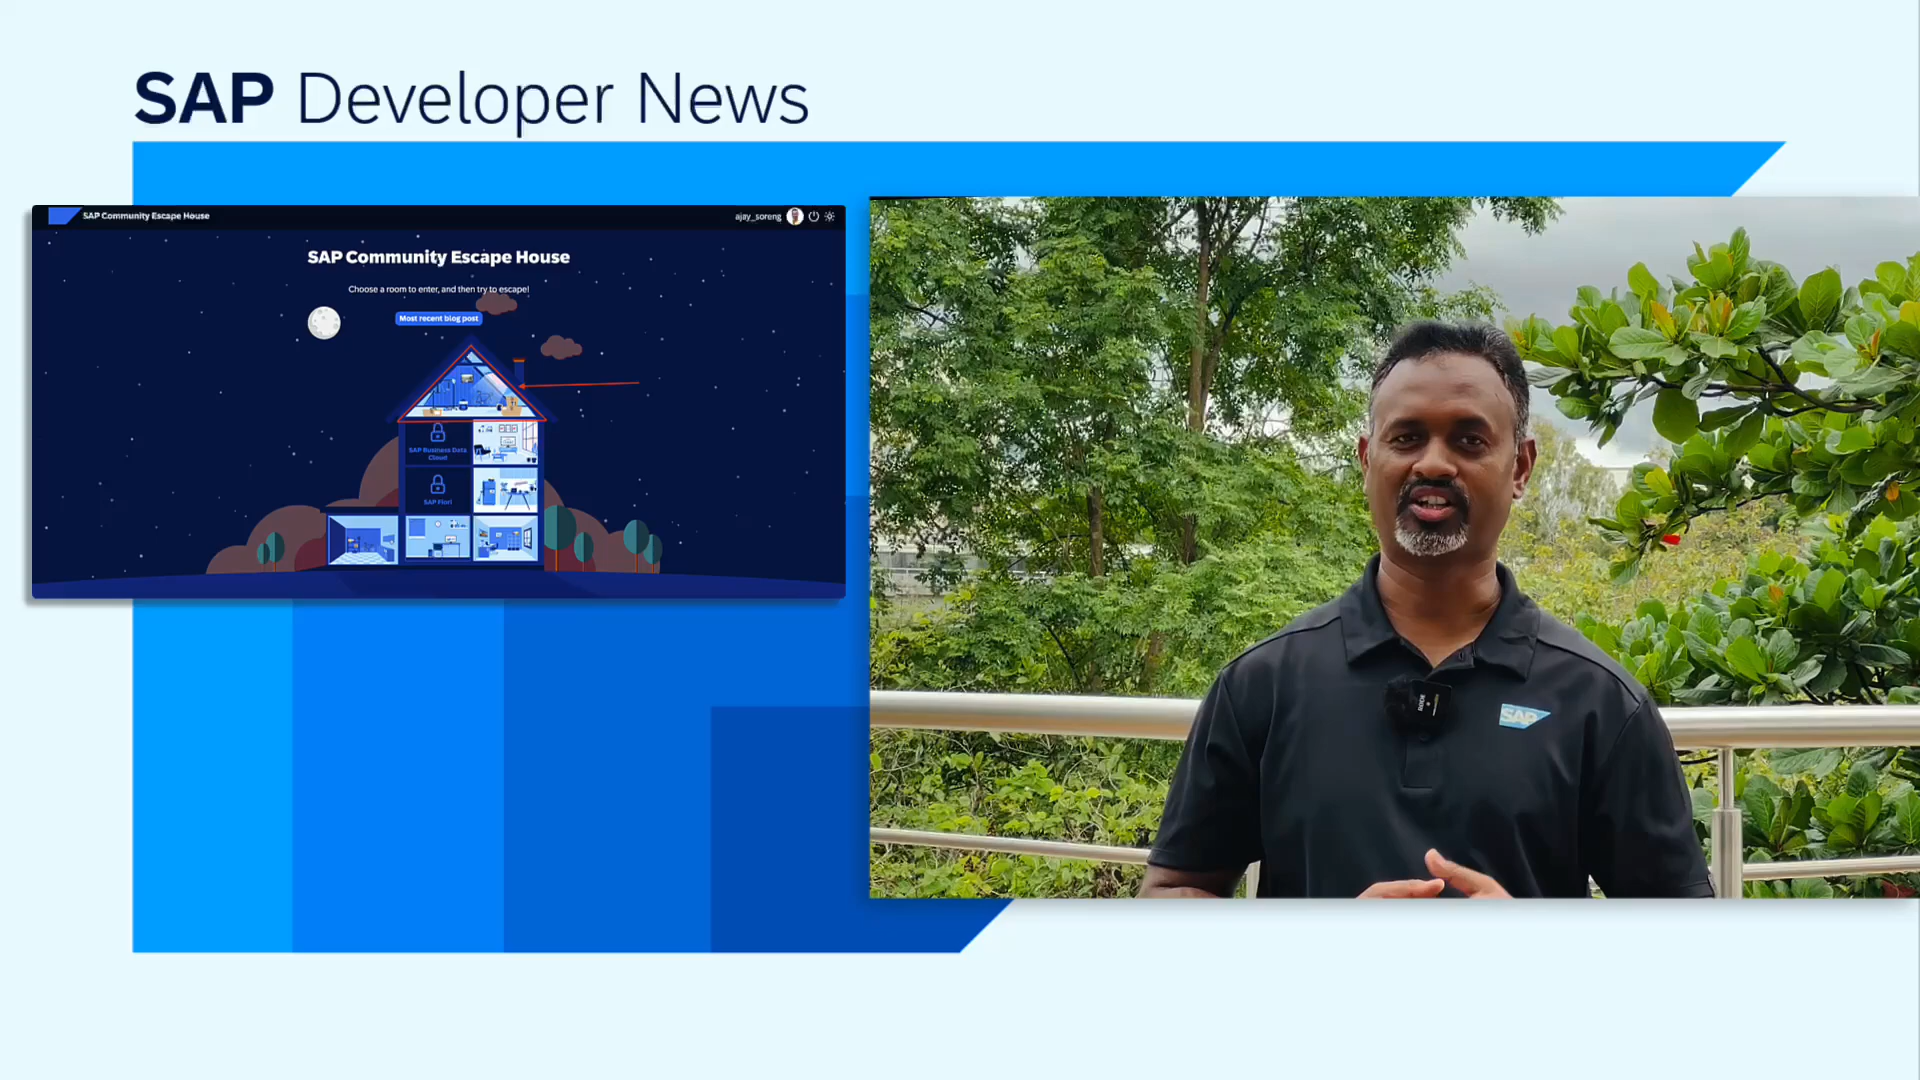 SAP Developer News
SAP Community Escape House
ajay_soreng
SAP Community Escape House
Choose a room to enter, and then try to escape!
Most recent blog post
SAP Business Data
Cloud
SAP Fiori
RODE
SAP